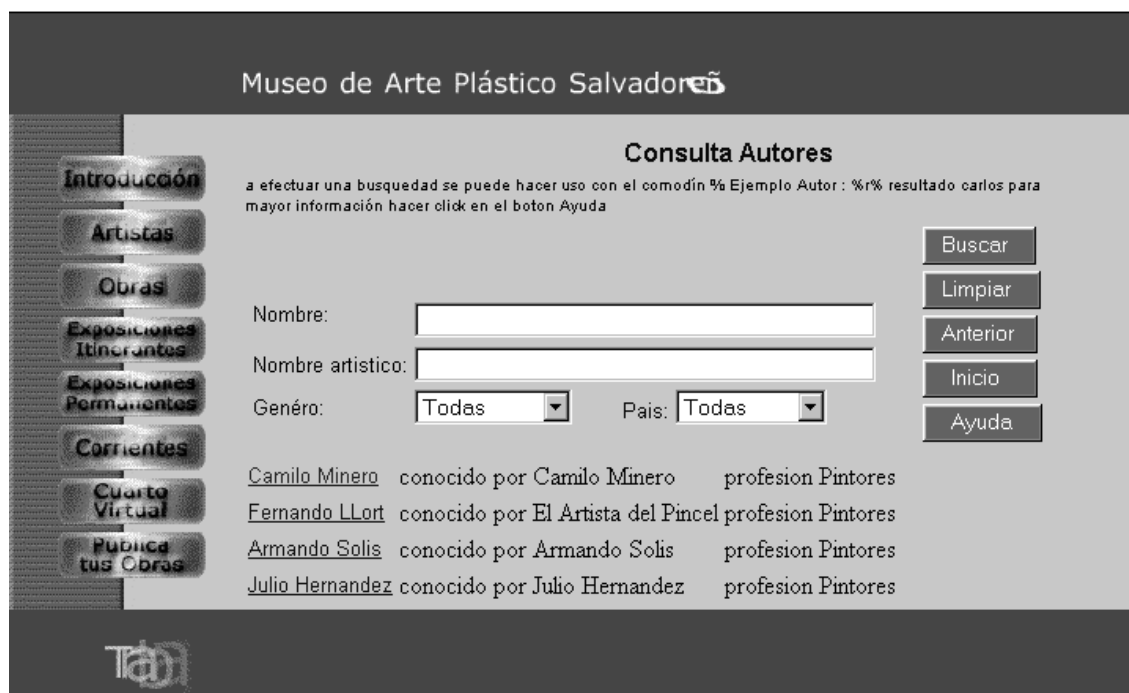 Museo de Arte Plástico Salvadoreñ
Consulta Autores
a efectuar una busquedad se puede hacer uso con el comodín % Ejemplo Autor : %r% resultado carlos para
mayor información hacer click en el boton Ayuda
Introducción
Artistas
Obras
Exposiciones
Itinerantes
Exposiciones
Permanentes
Corrientes
Cuarto
Virtual
Publica
tus Obras
Buscar
Limpiar
Anterior
Inicio
Ayuda
Nombre:
Nombre artistico:
Genéro: Todas Pais: Todas
Camilo Minero conocido por Camilo Minero profesion Pintores
Fernando LLort conocido por El Artista del Pincel profesion Pintores
Armando Solis conocido por Armando Solis profesion Pintores
Julio Hernandez conocido por Julio Hernandez profesion Pintores